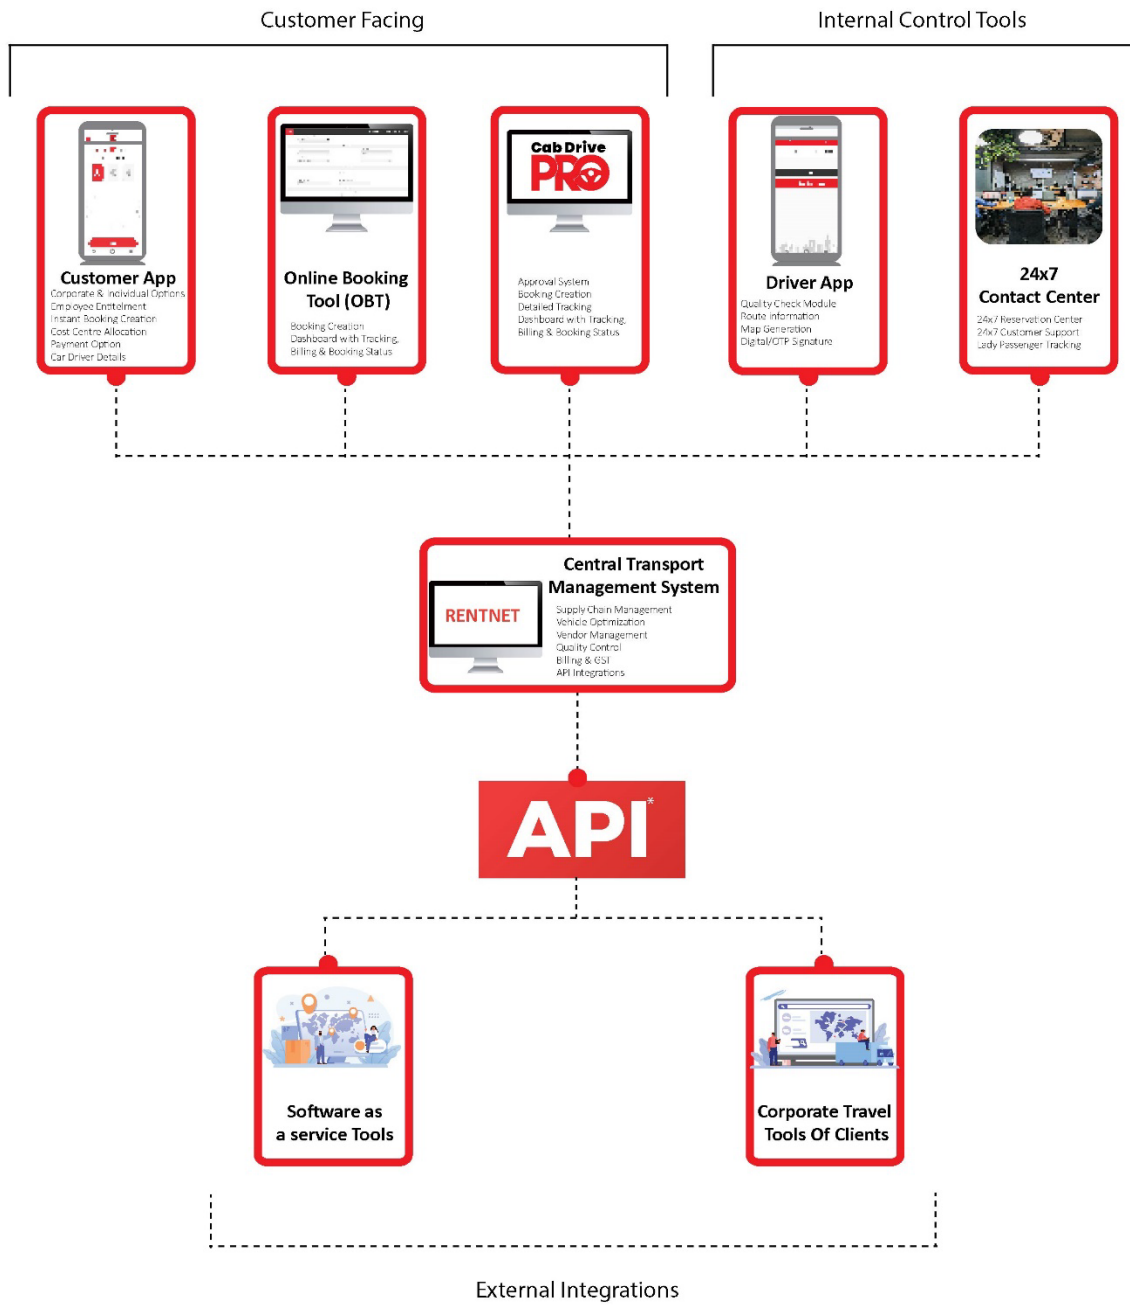 Customer Facing
Internal Control Tools
Customer App
Corporate & Individual Options
Employee Entitelment
Instant Booking Creation
Cost Centre Allocation
Payment Option
Car Driver Details
Online Booking
Tool (OBT)
Booking Creation
Dashboard with Tracking,
Billing & Booking Status
Cab Drive
PRO
Approval System
Booking Creation
Detailed Tracking
Dashboard with Tracking,
Billing & Booking Status
Driver App
Quality Check Module
Route Information
Map Generation
Digital/OTP Signature
24x7
Contact Center
24x7 Reservation Center
24x7 Customer Support
Lady Passenger Tracking
RENTNET
Central Transport
Management System
Supply Chain Management
Vehicle Optimization
Vendor Management
Quality Control
Billing & GST
API Integrations
API*
Software as
a service Tools
Corporate Travel
Tools Of Clients
External Integrations